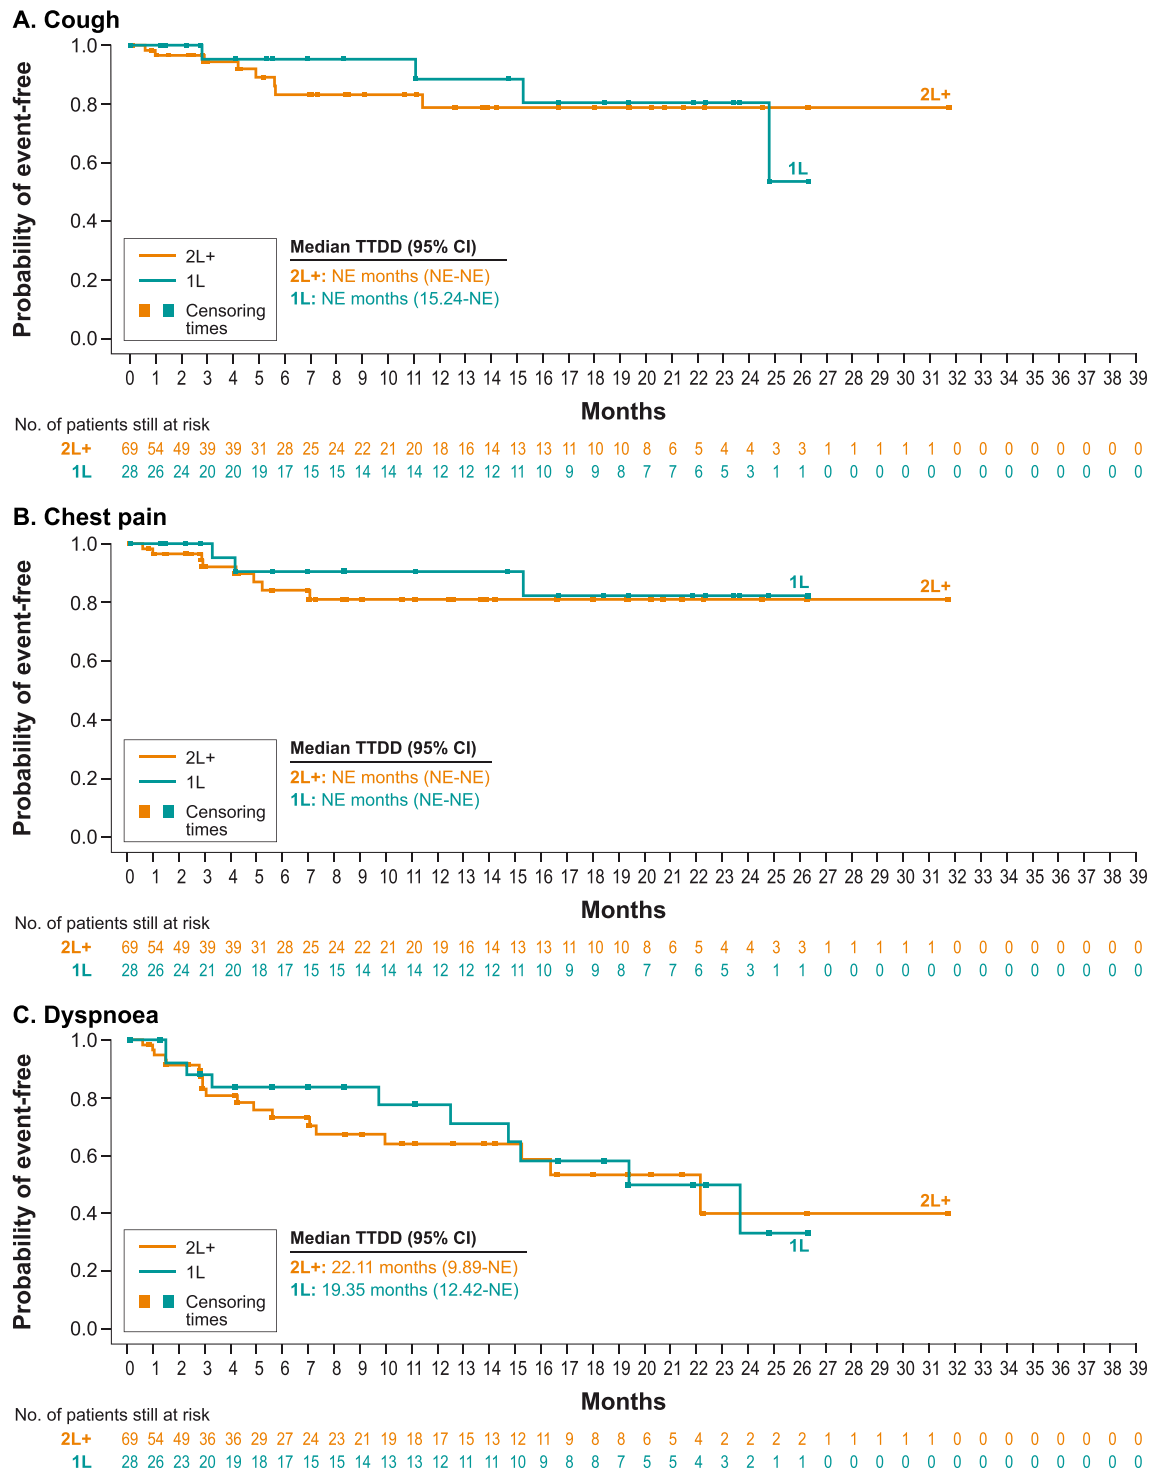 A. Cough
Probability of event-free
1.0
0.8
0.6
0.4
0.2
0.0
2L+
1L
2L+
1L
Censoring
times
Median TTDD (95% CI)
2L+: NE months (NE-NE)
1L: NE months (15.24-NE)
0 1 2 3 4 5 6 7 8 9 10 11 12 13 14 15 16 17 18 19 20 21 22 23 24 25 26 27 28 29 30 31 32 33 34 35 36 37 38 39
Months
No. of patients still at risk
2L+ 69 54 49 39 39 31 28 25 24 22 21 20 18 16 14 13 13 11 10 10 8 6 5 4 4 3 3 1 1 1 1 1 0 0 0 0 0 0 0 0
1L 28 26 24 20 20 19 17 15 15 14 14 14 12 12 12 11 10 9 9 8 7 7 6 5 3 1 1 0 0 0 0 0 0 0 0 0 0 0 0 0
B. Chest pain
Probability of event-free
1.0
0.8
0.6
0.4
0.2
0.0
1L
2L+
2L+
1L
Censoring
times
Median TTDD (95% CI)
2L+: NE months (NE-NE)
1L: NE months (NE-NE)
0 1 2 3 4 5 6 7 8 9 10 11 12 13 14 15 16 17 18 19 20 21 22 23 24 25 26 27 28 29 30 31 32 33 34 35 36 37 38 39
Months
No. of patients still at risk
2L+ 69 54 49 39 39 31 28 25 24 22 21 20 19 16 14 13 13 11 10 10 8 6 5 4 4 3 3 1 1 1 1 1 0 0 0 0 0 0 0 0
1L 28 26 24 21 20 18 17 15 15 14 14 14 12 12 12 11 10 9 9 8 7 7 6 5 3 1 1 0 0 0 0 0 0 0 0 0 0 0 0 0
C. Dyspnoea
Probability of event-free
1.0
0.8
0.6
0.4
0.2
0.0
2L+
1L
2L+
1L
Censoring
times
Median TTDD (95% CI)
2L+: 22.11 months (9.89-NE)
1L: 19.35 months (12.42-NE)
0 1 2 3 4 5 6 7 8 9 10 11 12 13 14 15 16 17 18 19 20 21 22 23 24 25 26 27 28 29 30 31 32 33 34 35 36 37 38 39
Months
No. of patients still at risk
2L+ 69 54 49 36 36 29 27 24 23 21 19 18 17 15 13 12 11 9 8 8 6 5 4 2 2 2 2 1 1 1 1 1 0 0 0 0 0 0 0 0
1L 28 26 23 20 19 18 17 15 15 14 13 13 12 11 11 10 9 8 8 7 5 5 4 3 2 1 1 0 0 0 0 0 0 0 0 0 0 0 0 0